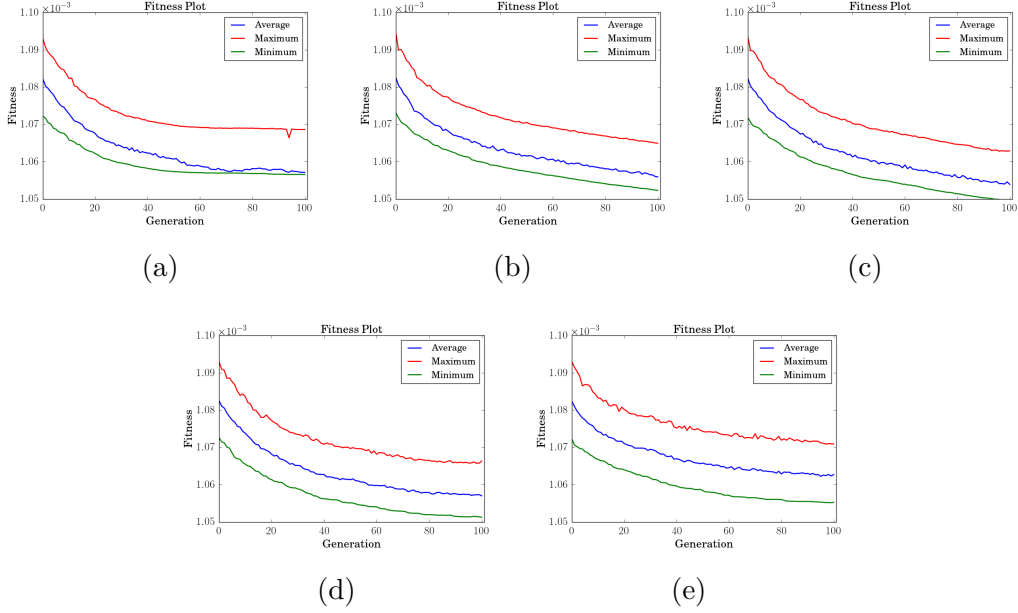 Fitness Plot
×10⁻³
1.10
1.09
1.08
1.07
1.06
1.05
Fitness
0 20 40 60 80 100
Generation
Average
Maximum
Minimum
(a)
Fitness Plot
×10⁻³
1.10
1.09
1.08
1.07
1.06
1.05
Fitness
0 20 40 60 80 100
Generation
Average
Maximum
Minimum
(b)
Fitness Plot
×10⁻³
1.10
1.09
1.08
1.07
1.06
1.05
Fitness
0 20 40 60 80 100
Generation
Average
Maximum
Minimum
(c)
Fitness Plot
×10⁻³
1.10
1.09
1.08
1.07
1.06
1.05
Fitness
0 20 40 60 80 100
Generation
Average
Maximum
Minimum
(d)
Fitness Plot
×10⁻³
1.10
1.09
1.08
1.07
1.06
1.05
Fitness
0 20 40 60 80 100
Generation
Average
Maximum
Minimum
(e)